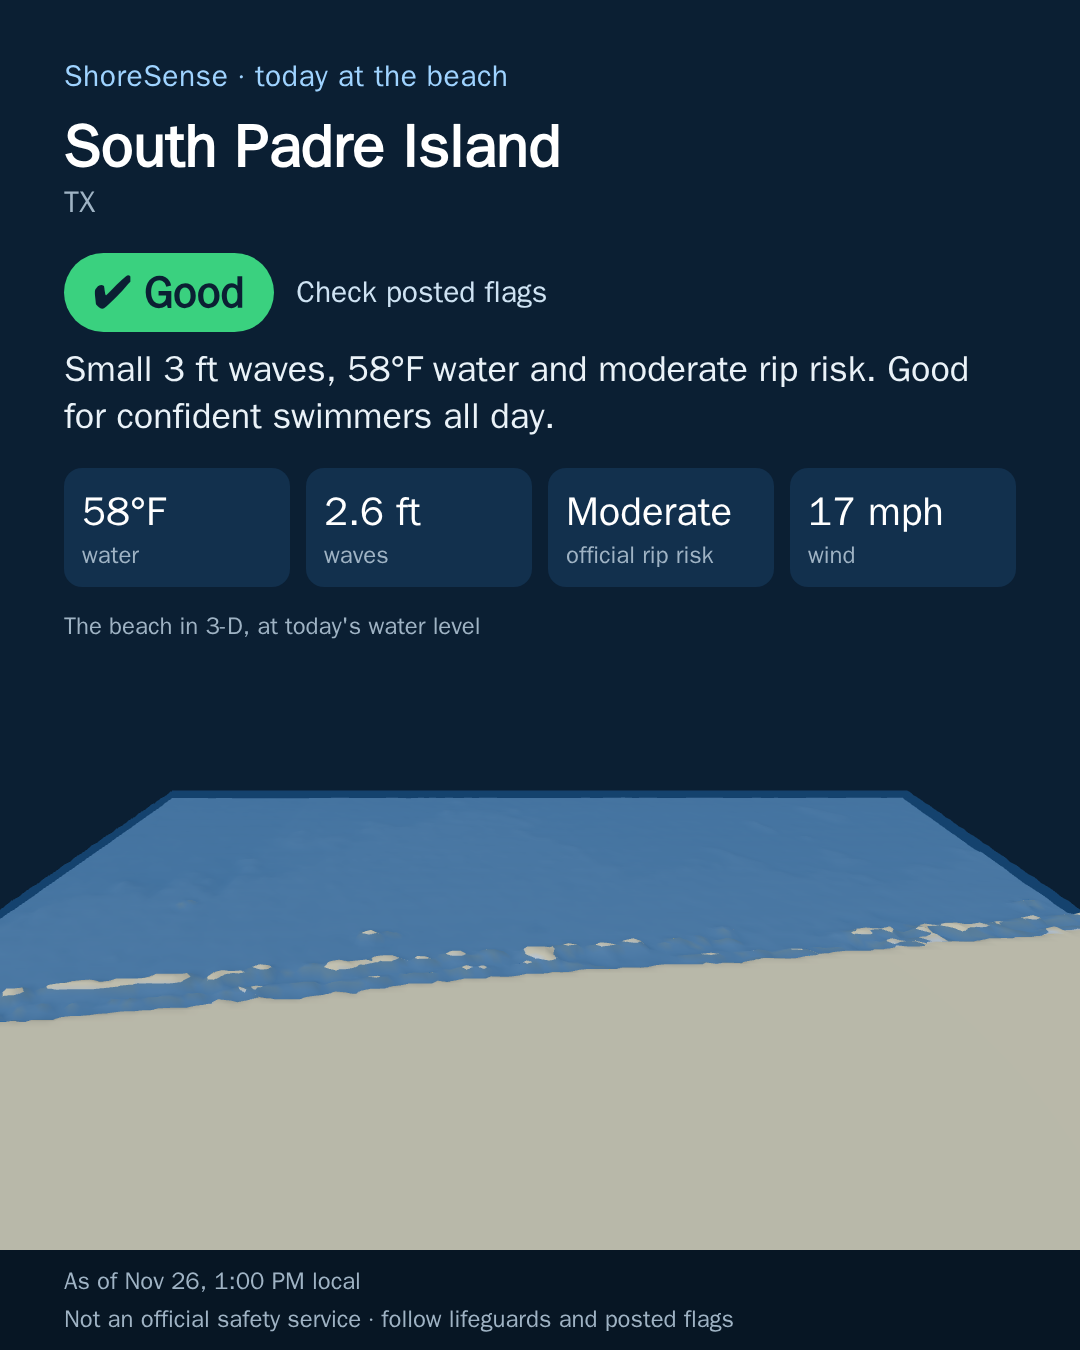 ShoreSense · today at the beach
South Padre Island
TX
✔ Good
Check posted flags
Small 3 ft waves, 58°F water and moderate rip risk. Good
for confident swimmers all day.
58°F
water
2.6 ft
waves
Moderate
official rip risk
17 mph
wind
The beach in 3-D, at today's water level
As of Nov 26, 1:00 PM local
Not an official safety service · follow lifeguards and posted flags